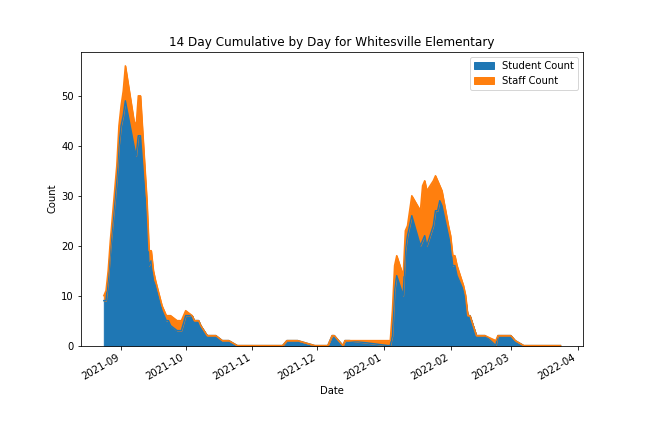 14 Day Cumulative by Day for Whitesville Elementary
Student Count
Staff Count
Count
50
40
30
20
10
0
2021-09
2021-10
2021-11
2021-12
2022-01
2022-02
2022-03
2022-04
Date